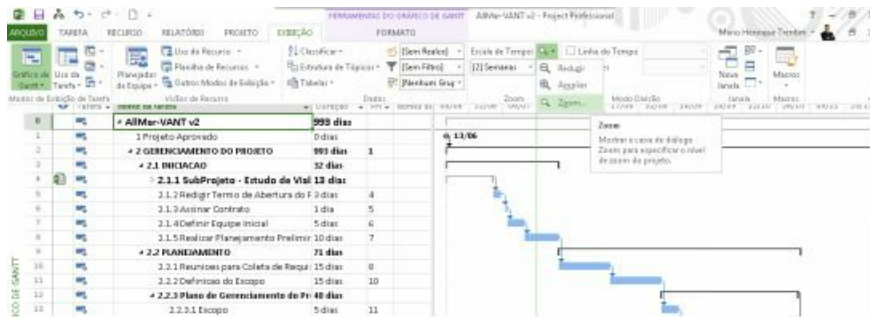 FERRAMENTAS DO GRÁFICO DE GANTT AllMar-VANT v2 - Project Professional
ARQUIVO TAREFA RECURSO RELATÓRIO PROJETO EXIBIÇÃO FORMATO
Gráfico de Gantt
Uso da Tarefa
Planejador de Equipe
Uso do Recurso
Planilha de Recursos
Outros Modos de Exibição
Classificar
Estrutura de Tópicos
Tabelas
[Sem Realce]
[Sem Filtro]
[Nenhum Grup
Escala de Tempo:
[2] Semanas
Reduzir
Ampliar
Zoom...
Linha do Tempo
Nova Janela
Macros
Modos de Exibição de Tarefa Visões de Recurso Dados Zoom Modo Divisão Janela Macros
Zoom
Mostrar a caixa de diálogo
Zoom para especificar o nível
de zoom do projeto.
0 AllMar-VANT v2 993 dias
1 1 Projeto Aprovado 0 dias 13/06
2 2 GERENCIAMENTO DO PROJETO 993 dias 1
3 2.1 INICIACAO 32 dias
4 2.1.1 SubProjeto - Estudo de Vial 13 dias
5 2.1.2 Redigir Termo de Abertura do F 3 dias 4
6 2.1.3 Assinar Contrato 1 dia 5
7 2.1.4 Definir Equipe Inicial 5 dias 6
8 2.1.5 Realizar Planejamento Prelimir 10 dias 7
9 2.2 PLANEJAMENTO 71 dias
10 2.2.1 Reunioes para Coleta de Requi 15 dias 8
11 2.2.2 Definicao do Escopo 15 dias 10
12 2.2.3 Plano de Gerenciamento do Pr 40 dias
13 2.2.3.1 Escopo 5 dias 11
CO DE GANTT